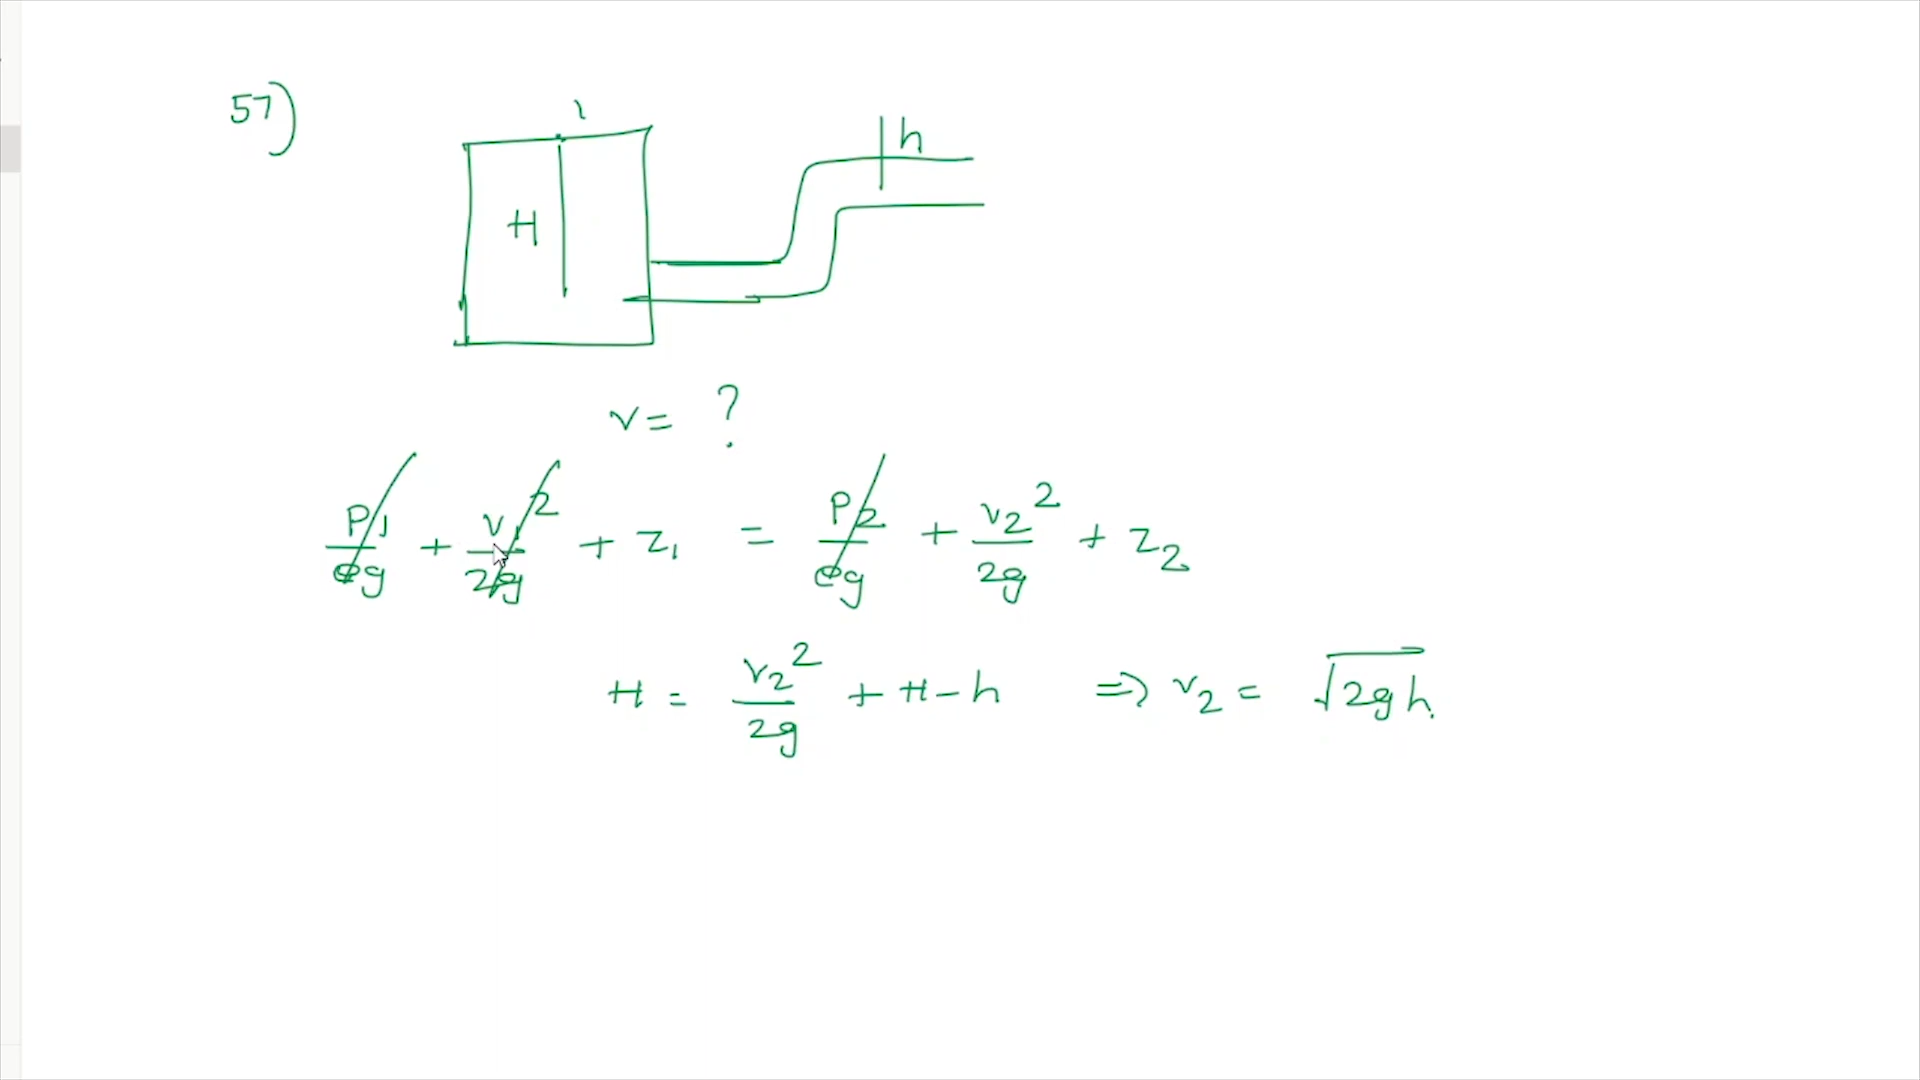 57)
1
h
H
v = ?
P₁/ρg + v₁²/2g + z₁ = P₂/ρg + v₂²/2g + z₂
H = v₂²/2g + H - h ⇒ v₂ = √2gh.